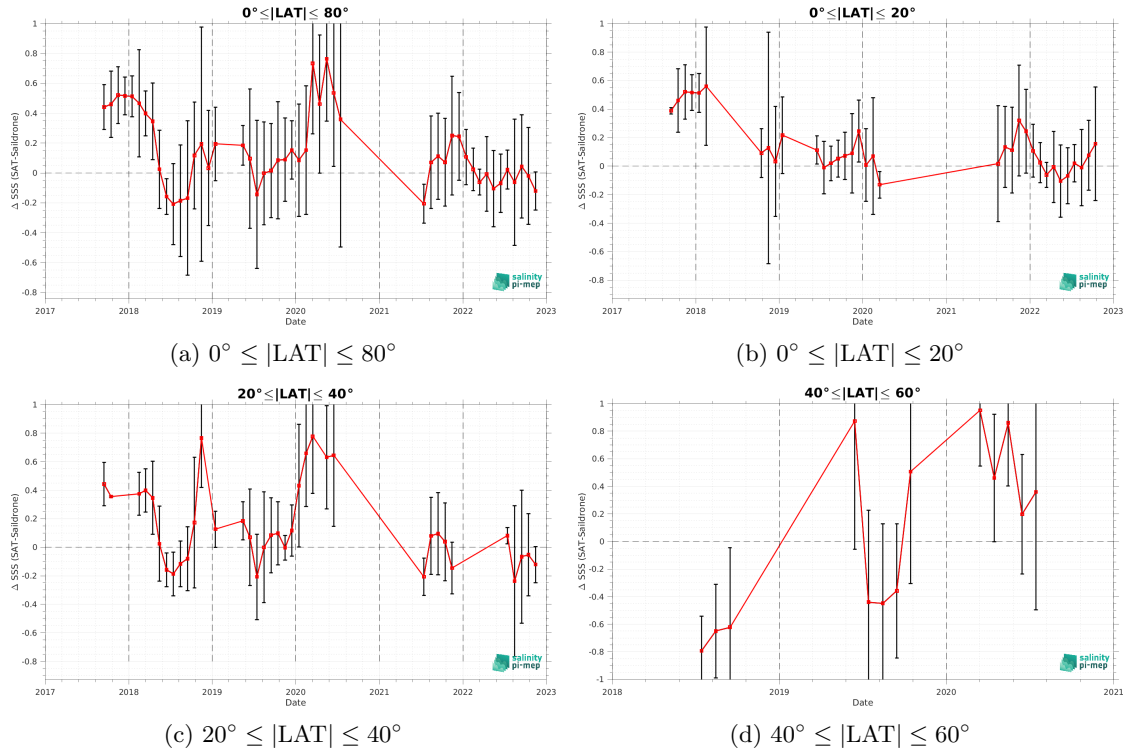 0°≤|LAT|≤ 80°
1
0.8
0.6
0.4
0.2
0
-0.2
-0.4
-0.6
-0.8
Δ SSS (SAT-Saildrone)
2017
2018
2019
2020
2021
2022
2023
Date
salinity
pi-mep
(a) 0° ≤ |LAT| ≤ 80°
0°≤|LAT|≤ 20°
1
0.8
0.6
0.4
0.2
0
-0.2
-0.4
-0.6
-0.8
Δ SSS (SAT-Saildrone)
2017
2018
2019
2020
2021
2022
2023
Date
salinity
pi-mep
(b) 0° ≤ |LAT| ≤ 20°
20°≤|LAT|≤ 40°
1
0.8
0.6
0.4
0.2
0
-0.2
-0.4
-0.6
-0.8
Δ SSS (SAT-Saildrone)
2017
2018
2019
2020
2021
2022
2023
Date
salinity
pi-mep
(c) 20° ≤ |LAT| ≤ 40°
40°≤|LAT|≤ 60°
1
0.8
0.6
0.4
0.2
0
-0.2
-0.4
-0.6
-0.8
-1
Δ SSS (SAT-Saildrone)
2018
2019
2020
2021
Date
salinity
pi-mep
(d) 40° ≤ |LAT| ≤ 60°